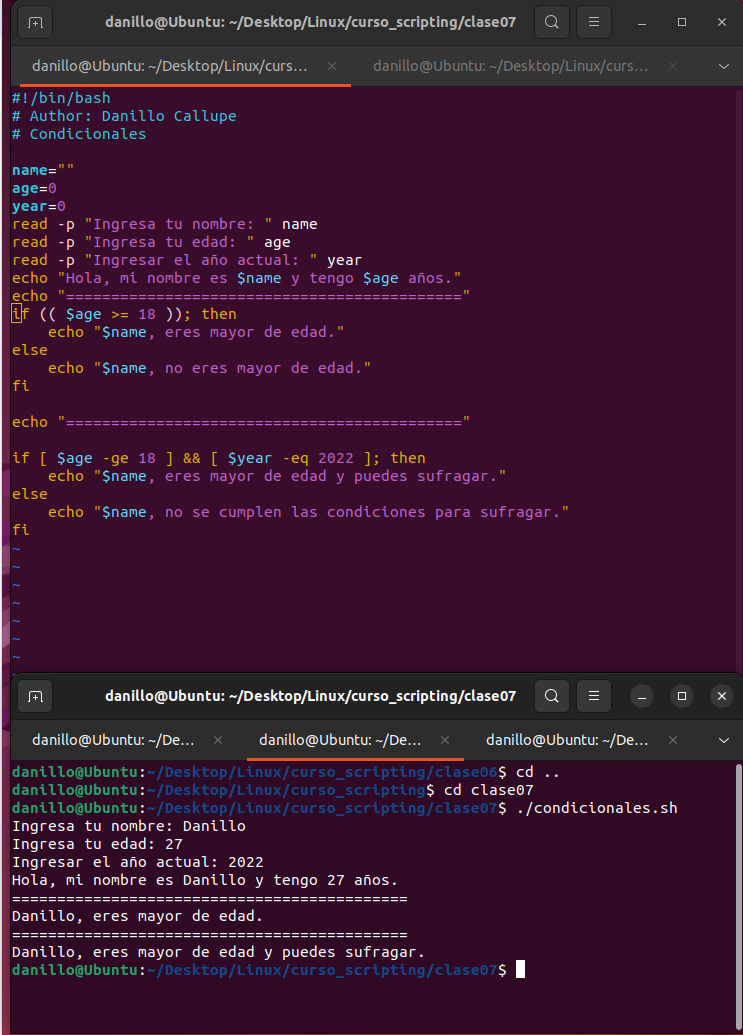 danillo@Ubuntu: ~/Desktop/Linux/curso_scripting/clase07
danillo@Ubuntu: ~/Desktop/Linux/curs... × danillo@Ubuntu: ~/Desktop/Linux/curs... ×
#!/bin/bash
# Author: Danillo Callupe
# Condicionales
name=""
age=0
year=0
read -p "Ingresa tu nombre: " name
read -p "Ingresa tu edad: " age
read -p "Ingresar el año actual: " year
echo "Hola, mi nombre es $name y tengo $age años."
echo "============================================"
if (( $age >= 18 )); then
    echo "$name, eres mayor de edad."
else
    echo "$name, no eres mayor de edad."
fi
echo "============================================"
if [ $age -ge 18 ] && [ $year -eq 2022 ]; then
    echo "$name, eres mayor de edad y puedes sufragar."
else
    echo "$name, no se cumplen las condiciones para sufragar."
fi
~
~
~
~
~
~
~
danillo@Ubuntu: ~/Desktop/Linux/curso_scripting/clase07
danillo@Ubuntu: ~/De... × danillo@Ubuntu: ~/De... × danillo@Ubuntu: ~/De... ×
danillo@Ubuntu:~/Desktop/Linux/curso_scripting/clase06$ cd ..
danillo@Ubuntu:~/Desktop/Linux/curso_scripting$ cd clase07
danillo@Ubuntu:~/Desktop/Linux/curso_scripting/clase07$ ./condicionales.sh
Ingresa tu nombre: Danillo
Ingresa tu edad: 27
Ingresar el año actual: 2022
Hola, mi nombre es Danillo y tengo 27 años.
============================================
Danillo, eres mayor de edad.
============================================
Danillo, eres mayor de edad y puedes sufragar.
danillo@Ubuntu:~/Desktop/Linux/curso_scripting/clase07$